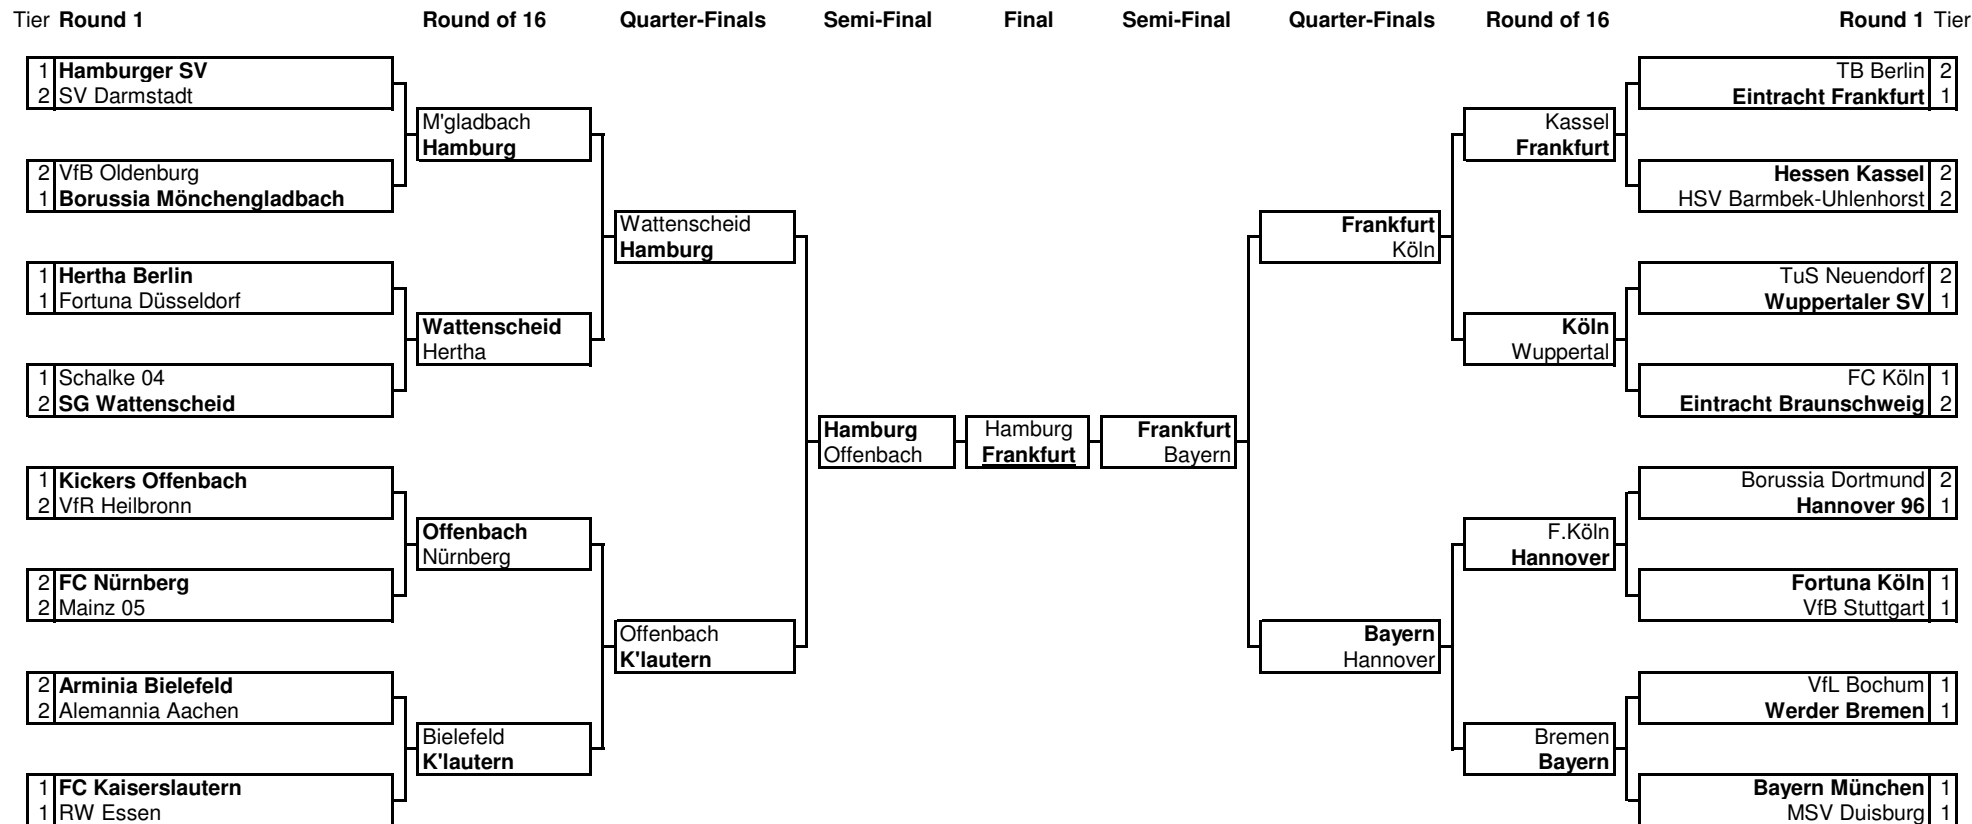 Tier Round 1 Round of 16 Quarter-Finals Semi-Final Final Semi-Final Quarter-Finals Round of 16 Round 1 Tier
1 Hamburger SV
2 SV Darmstadt
2 VfB Oldenburg
1 Borussia Mönchengladbach
1 Hertha Berlin
1 Fortuna Düsseldorf
1 Schalke 04
2 SG Wattenscheid
1 Kickers Offenbach
2 VfR Heilbronn
2 FC Nürnberg
2 Mainz 05
2 Arminia Bielefeld
2 Alemannia Aachen
1 FC Kaiserslautern
1 RW Essen
M'gladbach
Hamburg
Wattenscheid
Hertha
Offenbach
Nürnberg
Bielefeld
K'lautern
Wattenscheid
Hamburg
Offenbach
K'lautern
Hamburg
Offenbach
Hamburg
Frankfurt
Frankfurt
Bayern
Frankfurt
Köln
Bayern
Hannover
Kassel
Frankfurt
Köln
Wuppertal
F.Köln
Hannover
Bremen
Bayern
TB Berlin 2
Eintracht Frankfurt 1
Hessen Kassel 2
HSV Barmbek-Uhlenhorst 2
TuS Neuendorf 2
Wuppertaler SV 1
FC Köln 1
Eintracht Braunschweig 2
Borussia Dortmund 2
Hannover 96 1
Fortuna Köln 1
VfB Stuttgart 1
VfL Bochum 1
Werder Bremen 1
Bayern München 1
MSV Duisburg 1